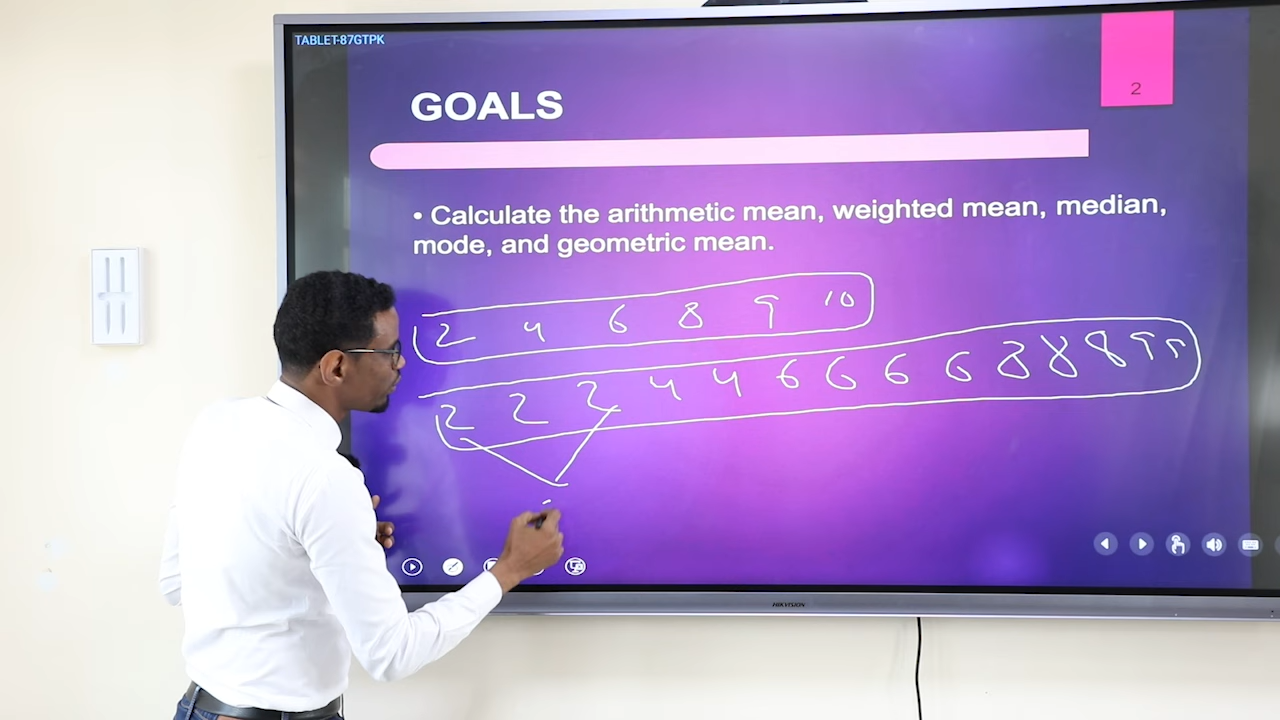 TABLET-87GTPK
2
GOALS
• Calculate the arithmetic mean, weighted mean, median,
mode, and geometric mean.
2 4 6 8 9 10
2 2 2 4 4 6 6 6 6 8 8 8 9 9
HIKVISION